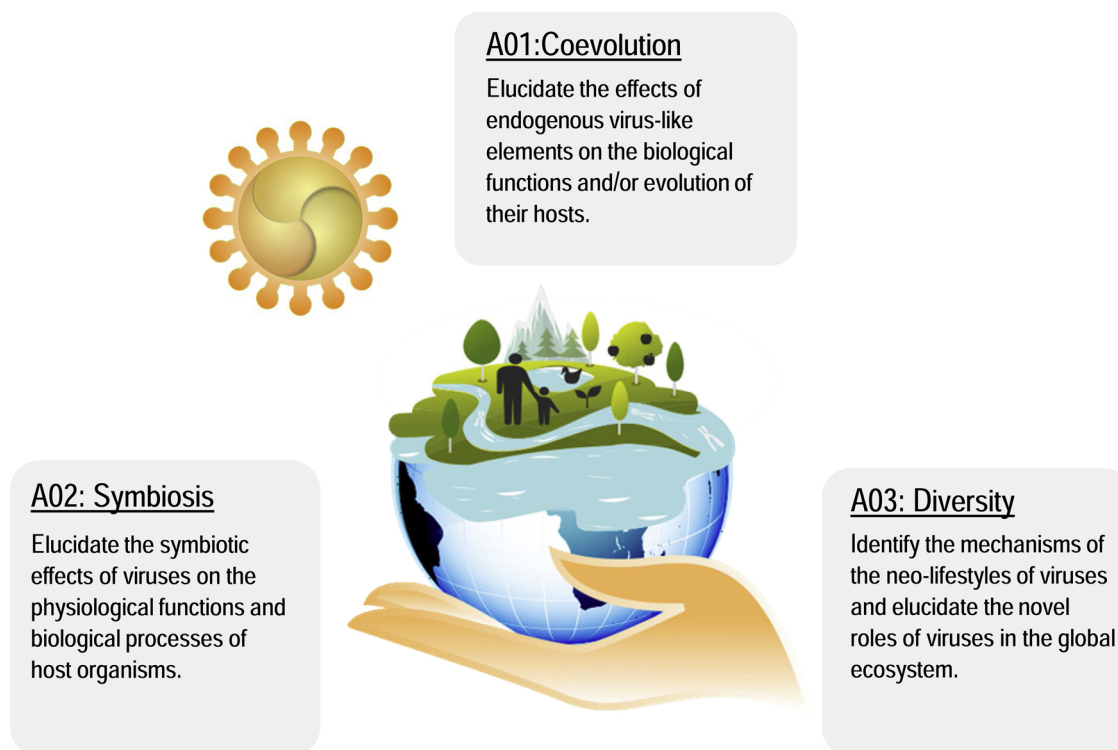 A01:Coevolution
Elucidate the effects of
endogenous virus-like
elements on the biological
functions and/or evolution of
their hosts.
A02: Symbiosis
Elucidate the symbiotic
effects of viruses on the
physiological functions and
biological processes of
host organisms.
A03: Diversity
Identify the mechanisms of
the neo-lifestyles of viruses
and elucidate the novel
roles of viruses in the global
ecosystem.